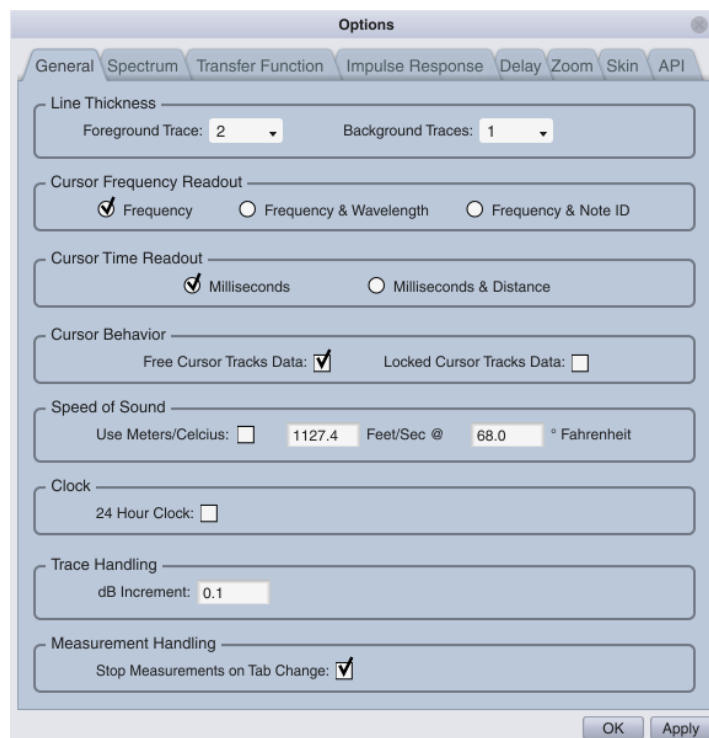 Options
General Spectrum Transfer Function Impulse Response Delay Zoom Skin API
Line Thickness
Foreground Trace: 2 Background Traces: 1
Cursor Frequency Readout
Frequency Frequency & Wavelength Frequency & Note ID
Cursor Time Readout
Milliseconds Milliseconds & Distance
Cursor Behavior
Free Cursor Tracks Data: Locked Cursor Tracks Data:
Speed of Sound
Use Meters/Celcius: 1127.4 Feet/Sec @ 68.0 ° Fahrenheit
Clock
24 Hour Clock:
Trace Handling
dB Increment: 0.1
Measurement Handling
Stop Measurements on Tab Change:
OK Apply